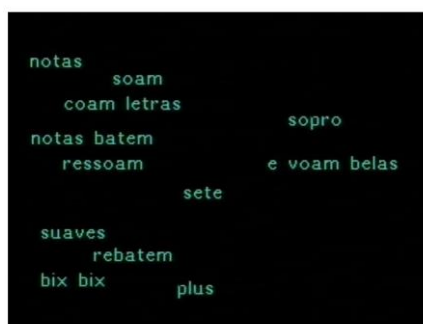 notas
soam
coam letras
sopro
notas batem
ressoam
e voam belas
sete
suaves
rebatem
bix bix
plus